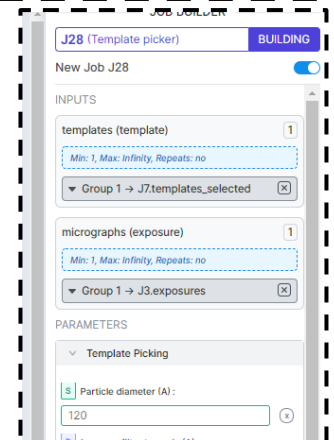 JOB BUILDER
J28 (Template picker) BUILDING
New Job J28
INPUTS
templates (template) 1
Min: 1, Max: Infinity, Repeats: no
Group 1 → J7.templates_selected
micrographs (exposure) 1
Min: 1, Max: Infinity, Repeats: no
Group 1 → J3.exposures
PARAMETERS
Template Picking
S Particle diameter (A) :
120